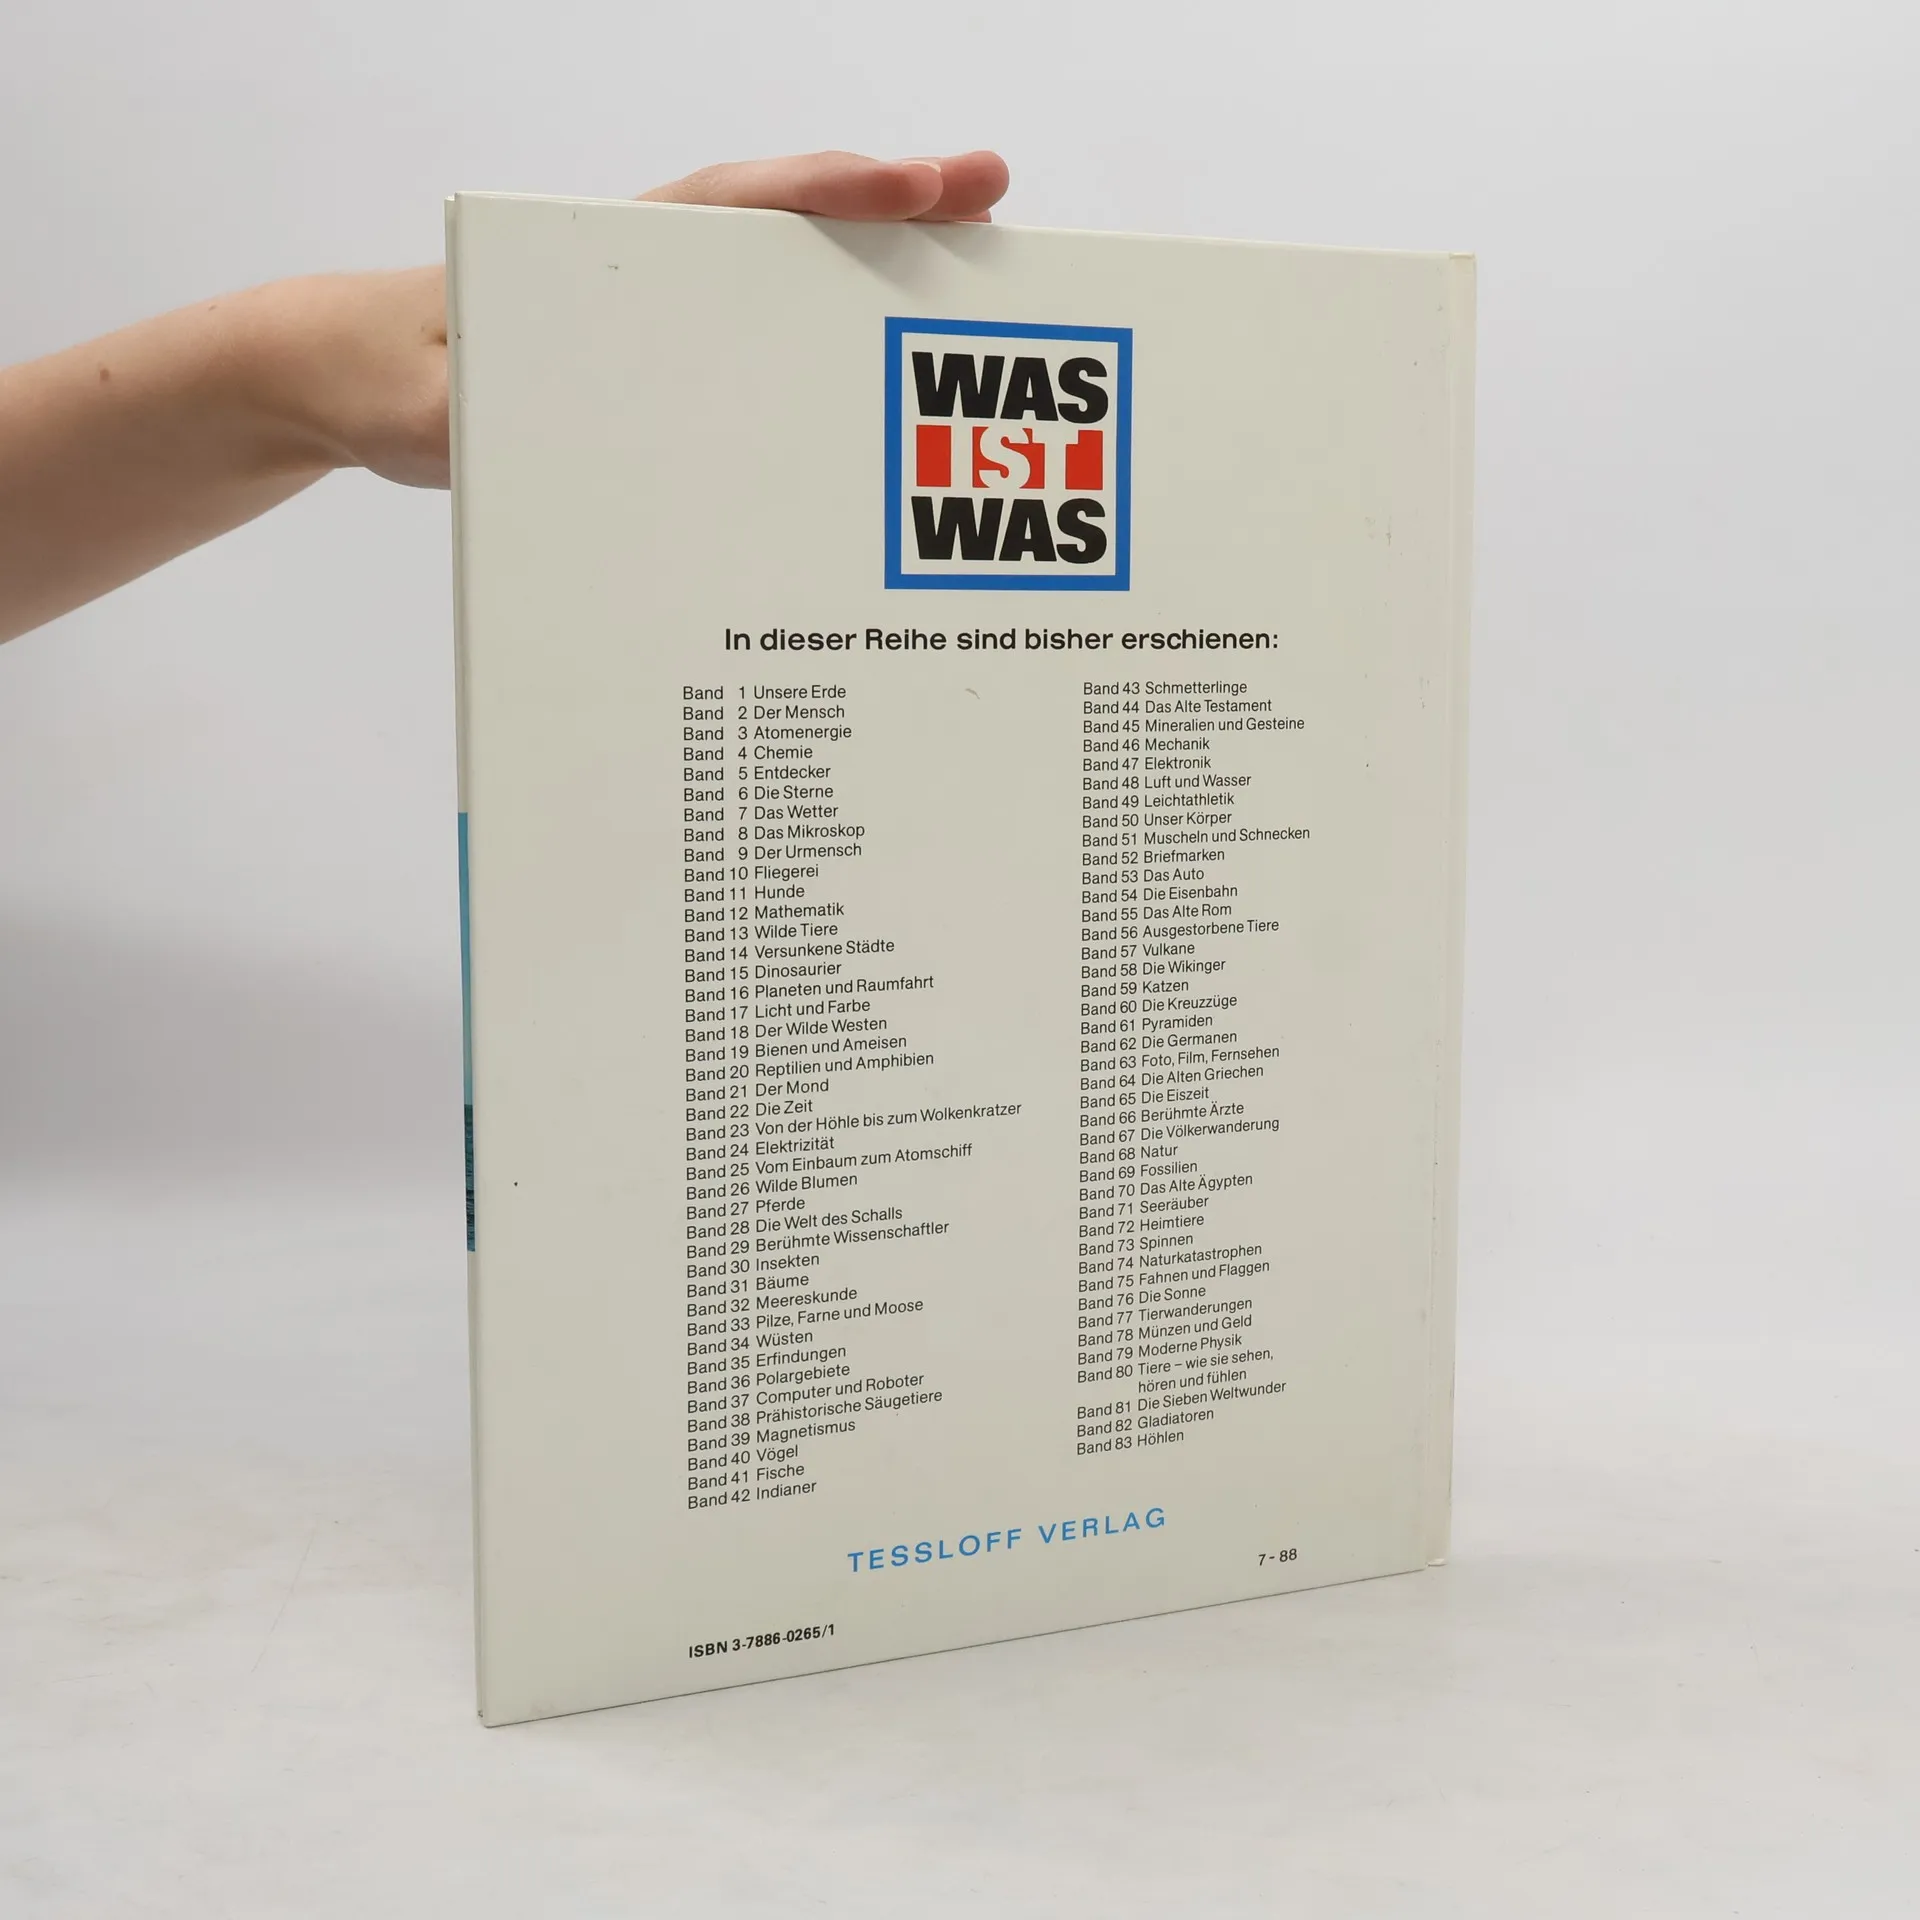 WAS
IST
WAS
In dieser Reihe sind bisher erschienen:
Band 1 Unsere Erde
Band 2 Der Mensch
Band 3 Atomenergie
Band 4 Chemie
Band 5 Entdecker
Band 6 Die Sterne
Band 7 Das Wetter
Band 8 Das Mikroskop
Band 9 Der Urmensch
Band 10 Fliegerei
Band 11 Hunde
Band 12 Mathematik
Band 13 Wilde Tiere
Band 14 Versunkene Städte
Band 15 Dinosaurier
Band 16 Planeten und Raumfahrt
Band 17 Licht und Farbe
Band 18 Der Wilde Westen
Band 19 Bienen und Ameisen
Band 20 Reptilien und Amphibien
Band 21 Der Mond
Band 22 Die Zeit
Band 23 Von der Höhle bis zum Wolkenkratzer
Band 24 Elektrizität
Band 25 Vom Einbaum zum Atomschiff
Band 26 Wilde Blumen
Band 27 Pferde
Band 28 Die Welt des Schalls
Band 29 Berühmte Wissenschaftler
Band 30 Insekten
Band 31 Bäume
Band 32 Meereskunde
Band 33 Pilze, Farne und Moose
Band 34 Wüsten
Band 35 Erfindungen
Band 36 Polargebiete
Band 37 Computer und Roboter
Band 38 Prähistorische Säugetiere
Band 39 Magnetismus
Band 40 Vögel
Band 41 Fische
Band 42 Indianer
Band 43 Schmetterlinge
Band 44 Das Alte Testament
Band 45 Mineralien und Gesteine
Band 46 Mechanik
Band 47 Elektronik
Band 48 Luft und Wasser
Band 49 Leichtathletik
Band 50 Unser Körper
Band 51 Muscheln und Schnecken
Band 52 Briefmarken
Band 53 Das Auto
Band 54 Die Eisenbahn
Band 55 Das Alte Rom
Band 56 Ausgestorbene Tiere
Band 57 Vulkane
Band 58 Die Wikinger
Band 59 Katzen
Band 60 Die Kreuzzüge
Band 61 Pyramiden
Band 62 Die Germanen
Band 63 Foto, Film, Fernsehen
Band 64 Die Alten Griechen
Band 65 Die Eiszeit
Band 66 Berühmte Ärzte
Band 67 Die Völkerwanderung
Band 68 Natur
Band 69 Fossilien
Band 70 Das Alte Ägypten
Band 71 Seeräuber
Band 72 Heimtiere
Band 73 Spinnen
Band 74 Naturkatastrophen
Band 75 Fahnen und Flaggen
Band 76 Die Sonne
Band 77 Tierwanderungen
Band 78 Münzen und Geld
Band 79 Moderne Physik
Band 80 Tiere – wie sie sehen,
hören und fühlen
Band 81 Die Sieben Weltwunder
Band 82 Gladiatoren
Band 83 Höhlen
TESSLOFF VERLAG
7-88
ISBN 3-7886-0265/1